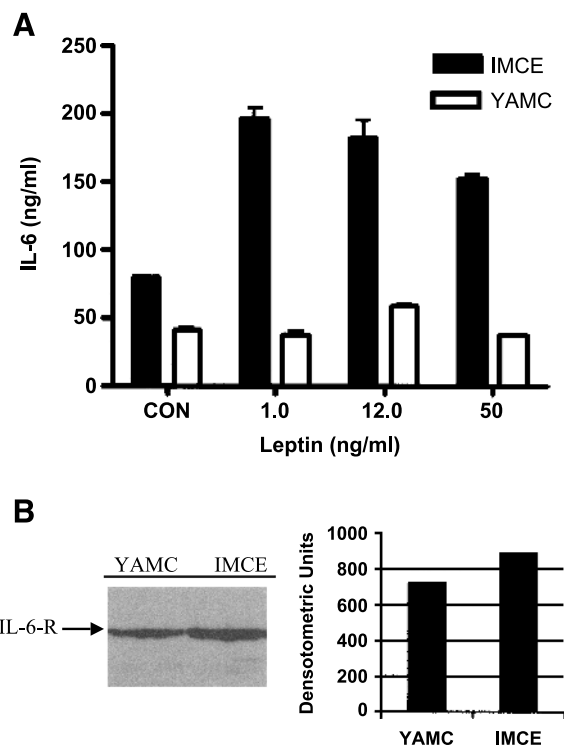 A
250
200
150
100
50
0
IL-6 (ng/ml)
IMCE
YAMC
CON 1.0 12.0 50
Leptin (ng/ml)
B
YAMC IMCE
IL-6-R
Densotometric Units
1000
800
600
400
200
0
YAMC IMCE